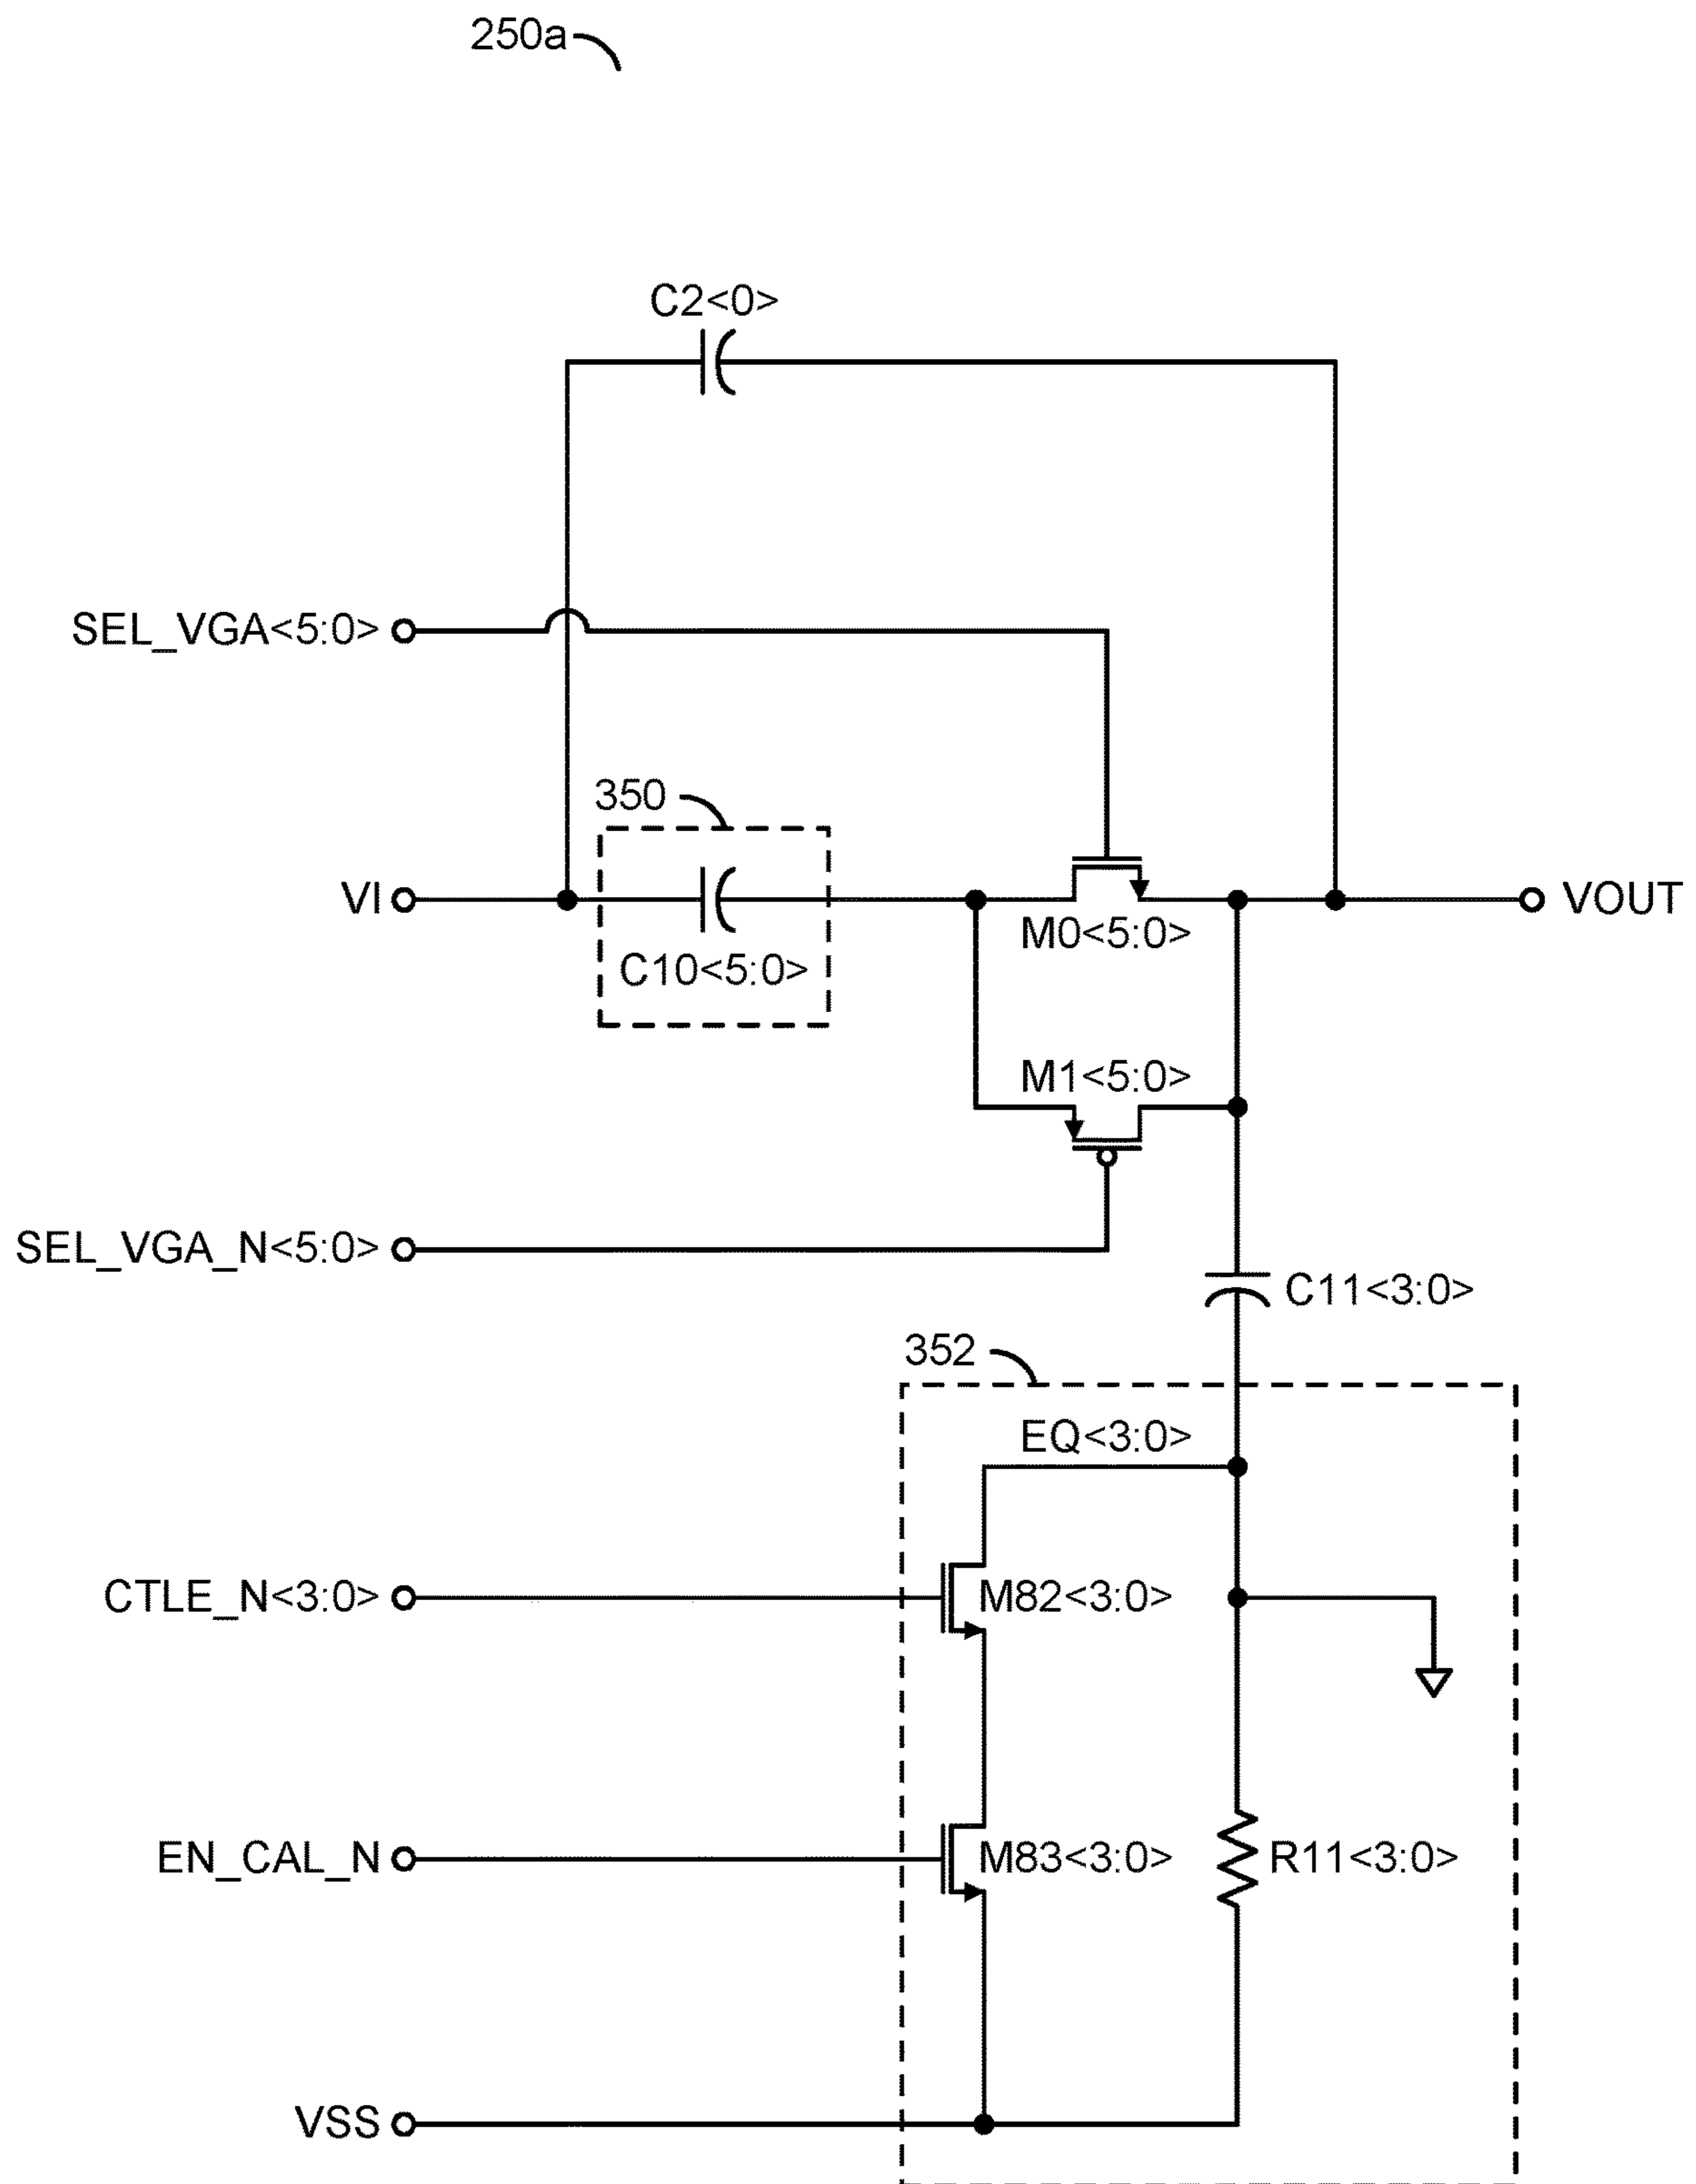 250a
C2<0>
SEL_VGA<5:0>
350
VI
VOUT
M0<5:0>
C10<5:0>
M1<5:0>
SEL_VGA_N<5:0>
C11<3:0>
352
EQ<3:0>
CTLE_N<3:0>
M82<3:0>
EN_CAL_N
M83<3:0>
R11<3:0>
VSS